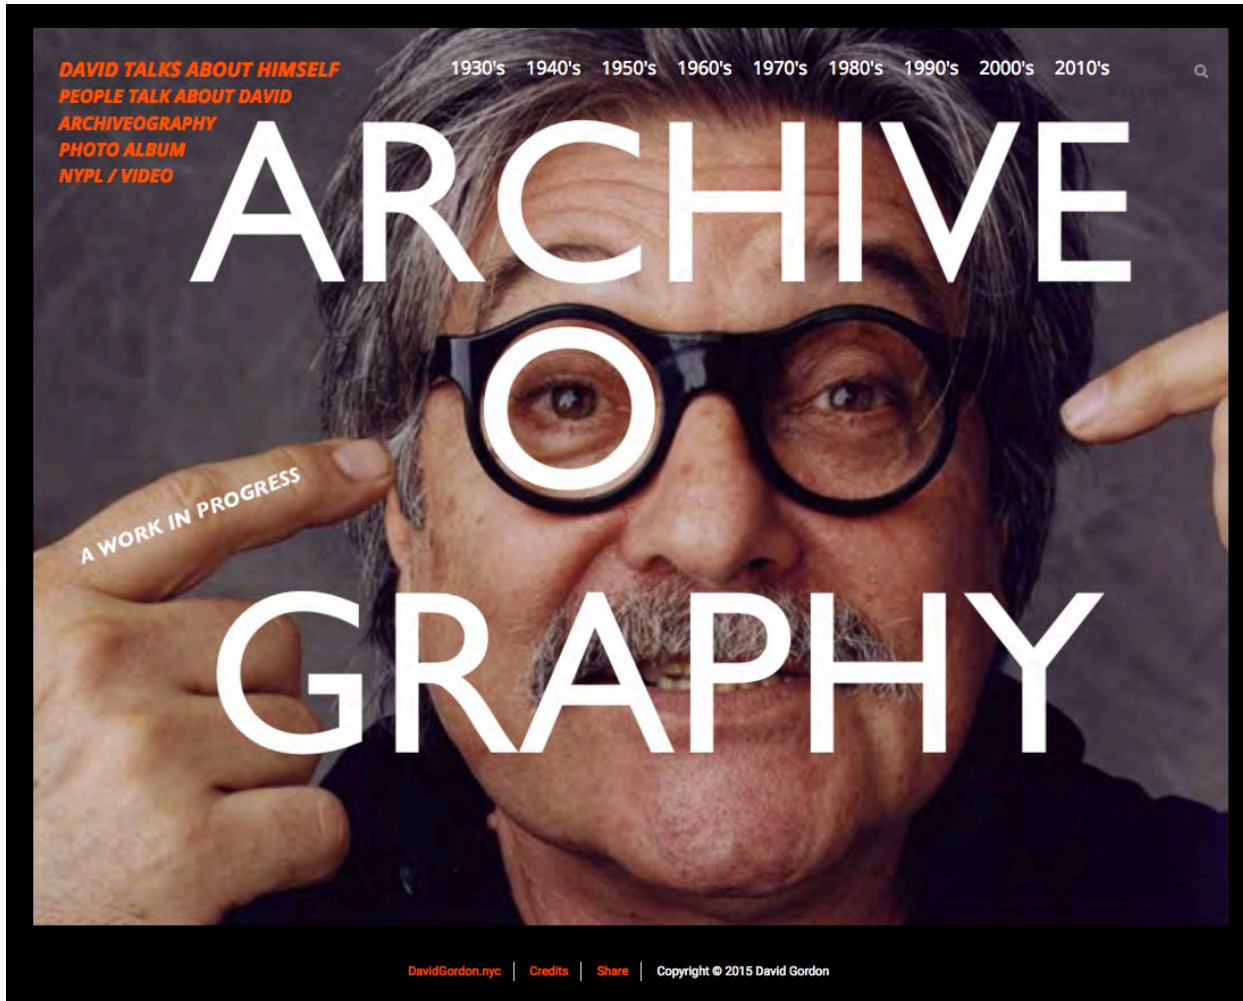 DAVID TALKS ABOUT HIMSELF
PEOPLE TALK ABOUT DAVID
ARCHIVEOGRAPHY
PHOTO ALBUM
NYPL / VIDEO
1930's 1940's 1950's 1960's 1970's 1980's 1990's 2000's 2010's
ARCHIVE
O
A WORK IN PROGRESS
GRAPHY
DavidGordon.nyc | Credits | Share | Copyright © 2015 David Gordon